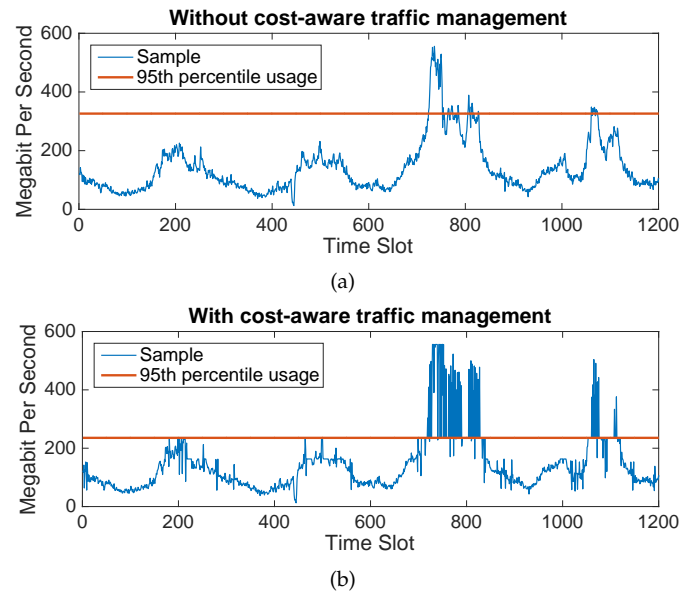 Without cost-aware traffic management
600
400
200
0
Megabit Per Second
Sample
95th percentile usage
0 200 400 600 800 1000 1200
Time Slot
(a)
With cost-aware traffic management
600
400
200
0
Megabit Per Second
Sample
95th percentile usage
0 200 400 600 800 1000 1200
Time Slot
(b)